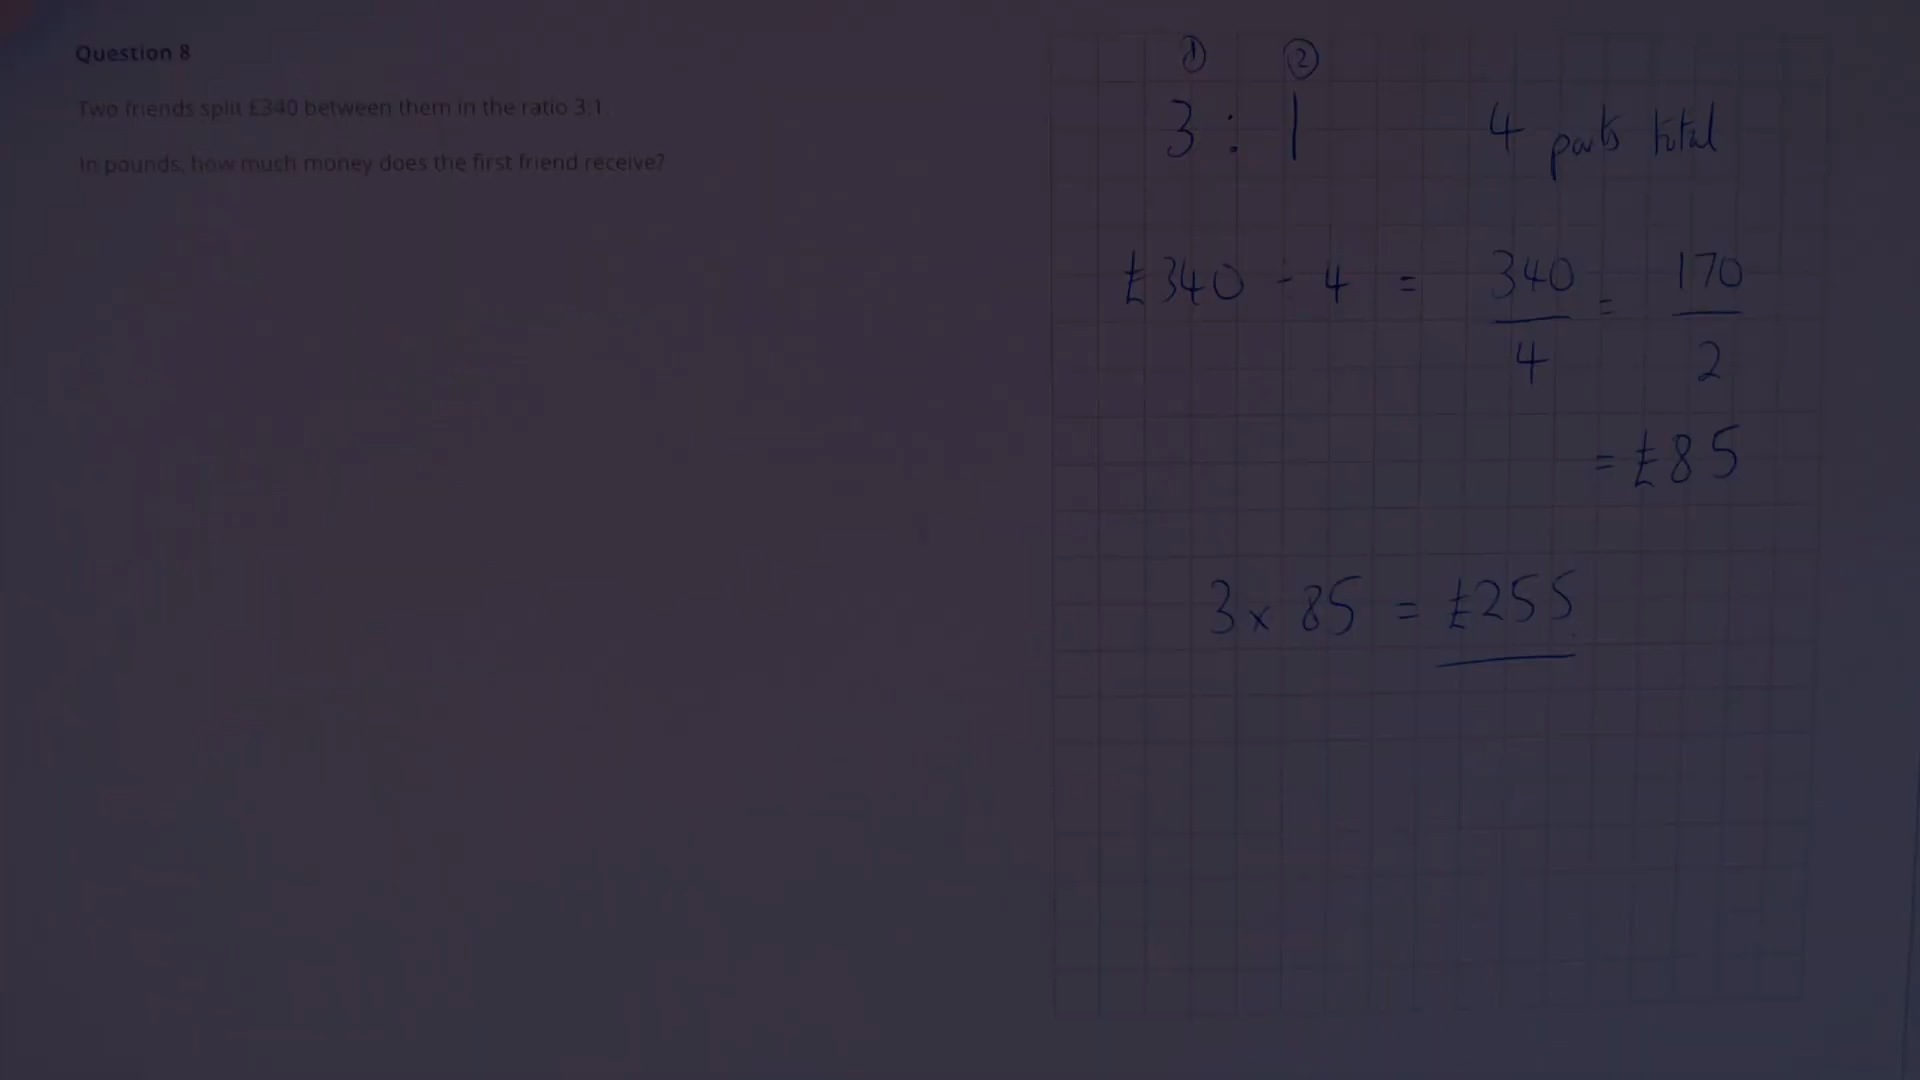 Question 8
Two friends split £340 between them in the ratio 3:1.
In pounds, how much money does the first friend receive?
① ②
3 : 1 4 parts total
£340 ÷ 4 = 340/4 = 170/2
= £85
3 x 85 = £255